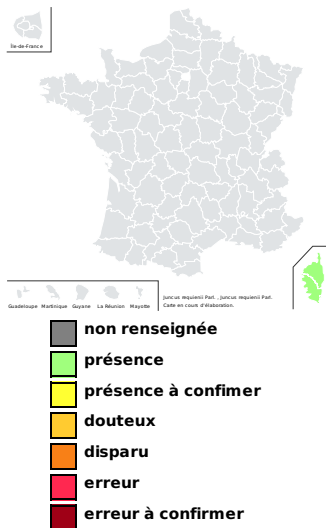 Île-de-France
Guadeloupe Martinique Guyane La Réunion Mayotte
Juncus requienii Parl. , Juncus requienii Parl.
Carte en cours d'élaboration.
non renseignée
présence
présence à confimer
douteux
disparu
erreur
erreur à confirmer